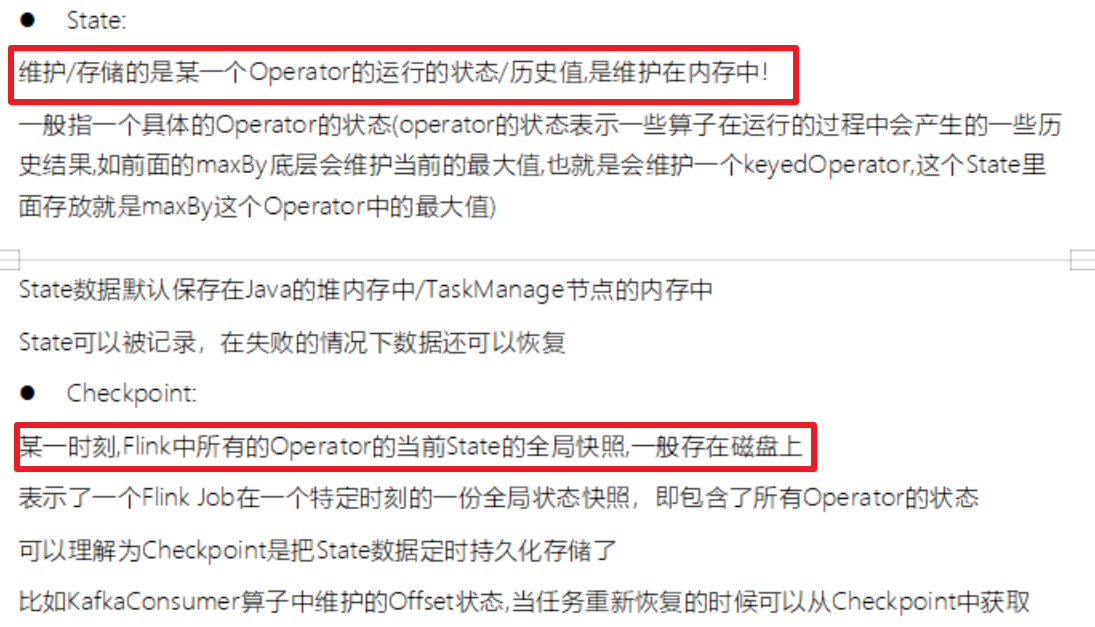 ● State:
维护/存储的是某一个Operator的运行的状态/历史值,是维护在内存中!
一般指一个具体的Operator的状态(operator的状态表示一些算子在运行的过程中会产生的一些历
史结果,如前面的maxBy底层会维护当前的最大值,也就是会维护一个keyedOperator,这个State里
面存放就是maxBy这个Operator中的最大值)
State数据默认保存在Java的堆内存中/TaskManage节点的内存中
State可以被记录，在失败的情况下数据还可以恢复
● Checkpoint:
某一时刻,Flink中所有的Operator的当前State的全局快照,一般存在磁盘上
表示了一个Flink Job在一个特定时刻的一份全局状态快照，即包含了所有Operator的状态
可以理解为Checkpoint是把State数据定时持久化存储了
比如KafkaConsumer算子中维护的Offset状态,当任务重新恢复的时候可以从Checkpoint中获取